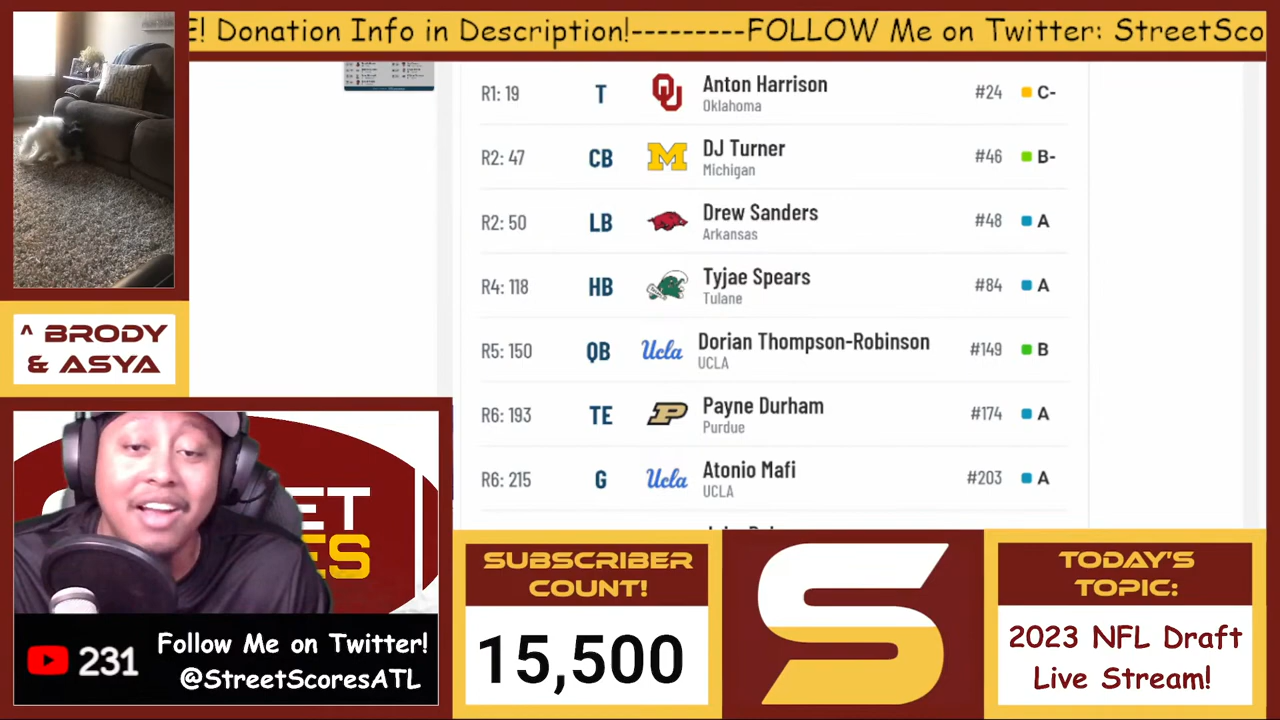 E! Donation Info in Description!---------FOLLOW Me on Twitter: StreetSco
R1: 19 T OU Anton Harrison #24 C-
Oklahoma
R2: 47 CB M DJ Turner #46 B-
Michigan
R2: 50 LB Drew Sanders #48 A
Arkansas
R4: 118 HB Tyjae Spears #84 A
Tulane
R5: 150 QB Ucla Dorian Thompson-Robinson #149 B
UCLA
R6: 193 TE P Payne Durham #174 A
Purdue
R6: 215 G Ucla Atonio Mafi #203 A
UCLA
^ BRODY
& ASYA
ET
ES
231
Follow Me on Twitter!
@StreetScoresATL
SUBSCRIBER
COUNT!
15,500
S
TODAY'S
TOPIC:
2023 NFL Draft
Live Stream!